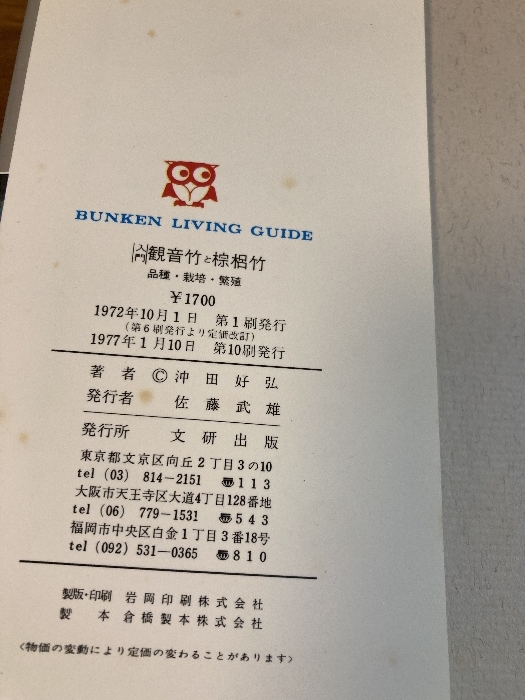 BUNKEN LIVING GUIDE
入門 観音竹と棕梠竹
品種・栽培・繁殖
￥1700
1972年10月1日 第1刷発行
(第6刷発行より定価改訂)
1977年1月10日 第10刷発行
著者 © 沖田好弘
発行者 佐藤武雄
発行所 文研出版
東京都文京区向丘2丁目3の10
tel (03) 814−2151 〠113
大阪市天王寺区大道4丁目128番地
tel (06) 779−1531 〠543
福岡市中央区白金1丁目3番18号
tel (092) 531−0365 〠810
製版・印刷 岩岡印刷株式会社
製本 倉橋製本株式会社
〈物価の変動により定価の変わることがあります〉